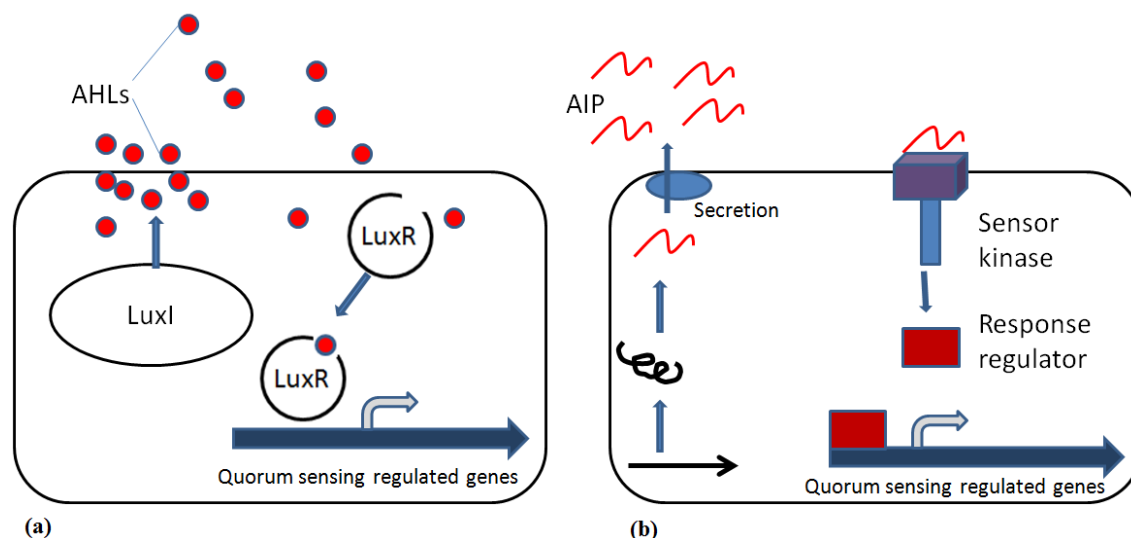 AHLs
LuxR
LuxI
LuxR
Quorum sensing regulated genes
(a)
AIP
Secretion
Sensor
kinase
Response
regulator
Quorum sensing regulated genes
(b)